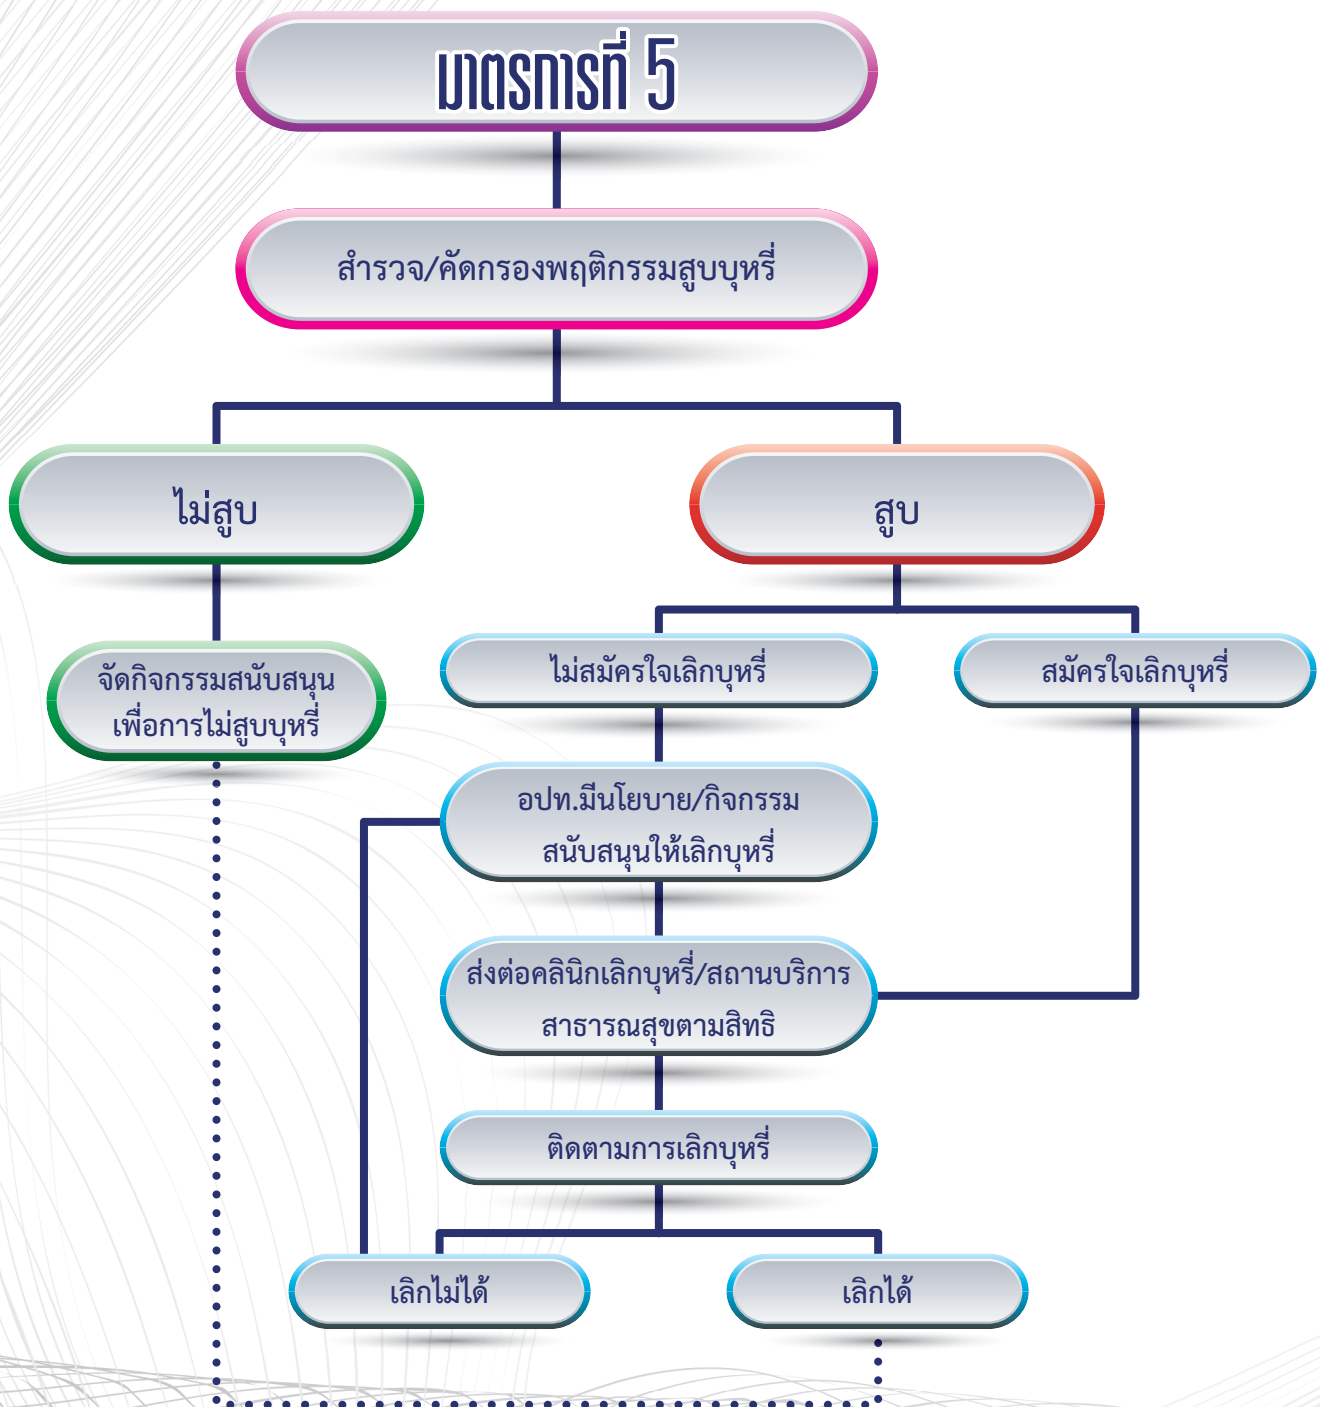 มาตรการที่ 5
สำรวจ/คัดกรองพฤติกรรมสูบบุหรี่
ไม่สูบ
สูบ
จัดกิจกรรมสนับสนุน
เพื่อการไม่สูบบุหรี่
ไม่สมัครใจเลิกบุหรี่
สมัครใจเลิกบุหรี่
อปท.มีนโยบาย/กิจกรรม
สนับสนุนให้เลิกบุหรี่
ส่งต่อคลินิกเลิกบุหรี่/สถานบริการ
สาธารณสุขตามสิทธิ
ติดตามการเลิกบุหรี่
เลิกไม่ได้
เลิกได้